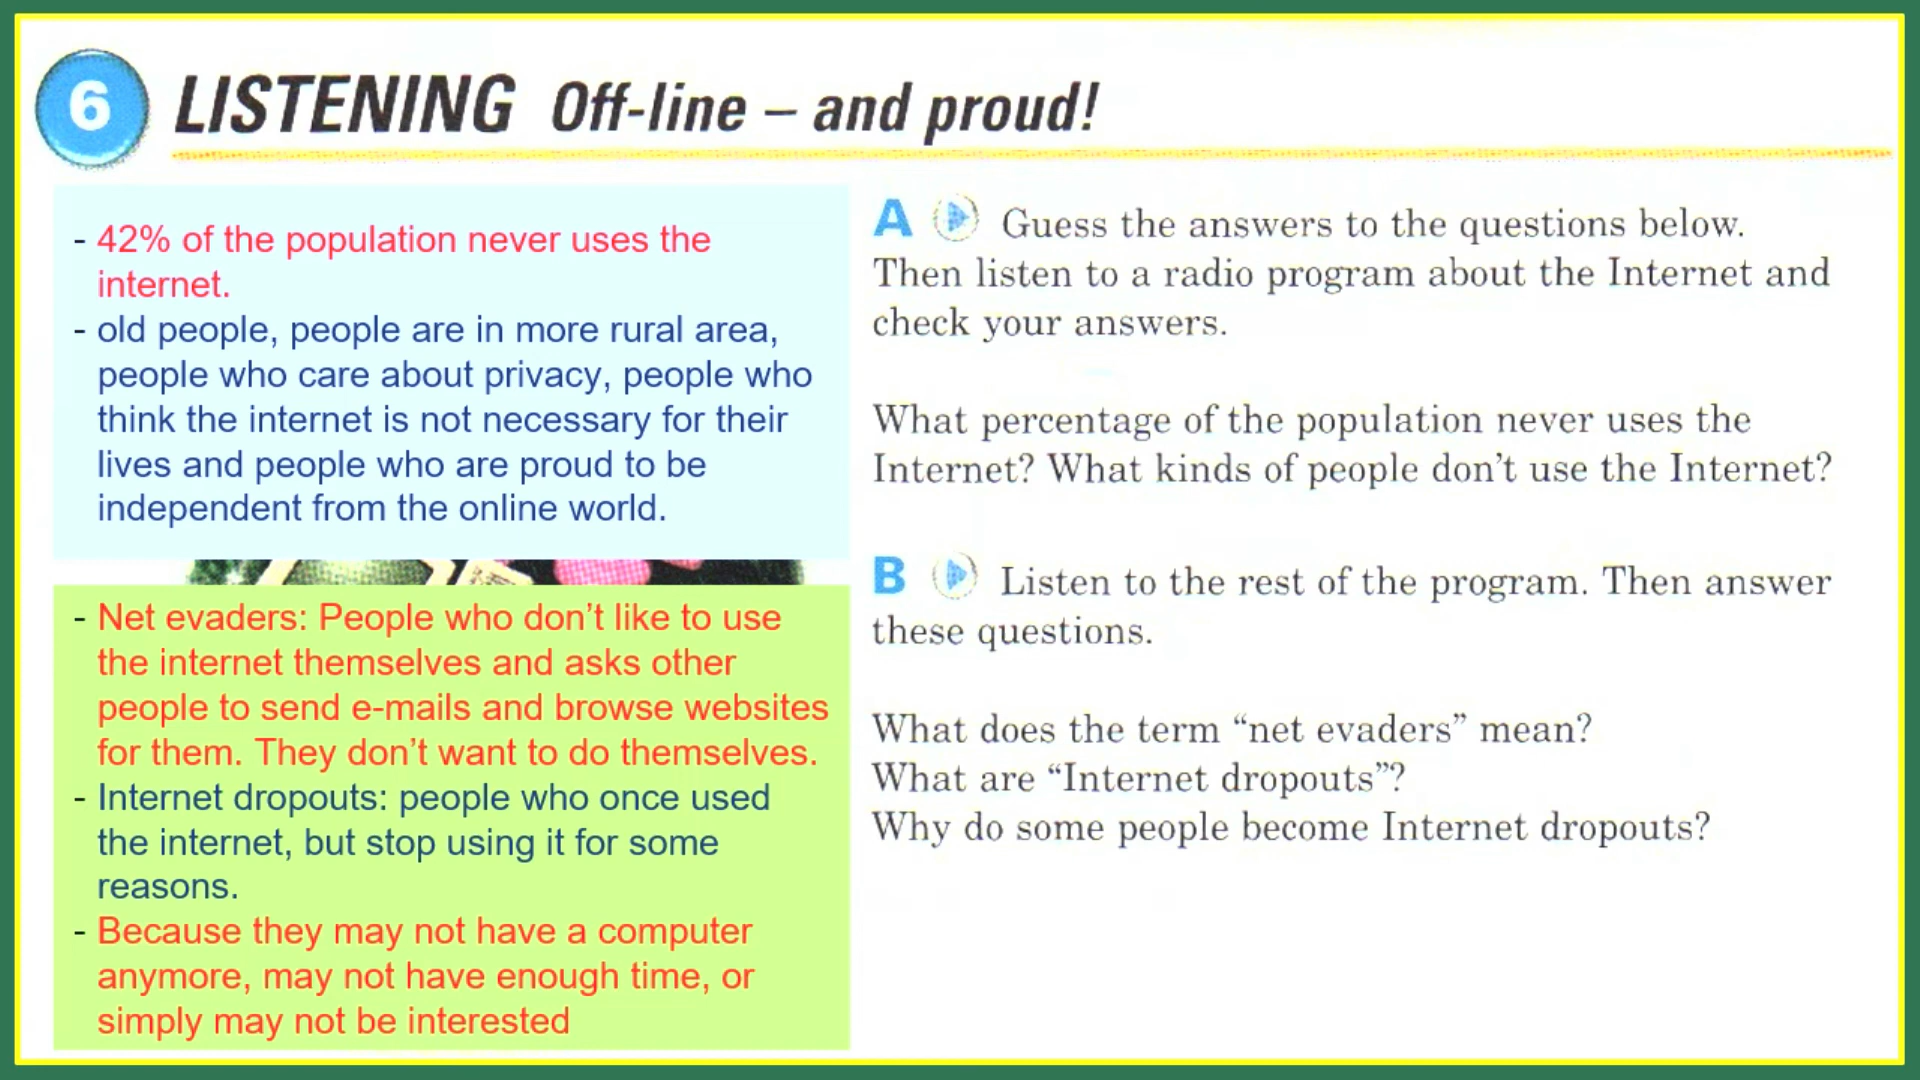 6 LISTENING Off-line – and proud!
- 42% of the population never uses the
internet.
- old people, people are in more rural area,
people who care about privacy, people who
think the internet is not necessary for their
lives and people who are proud to be
independent from the online world.
- Net evaders: People who don't like to use
the internet themselves and asks other
people to send e-mails and browse websites
for them. They don't want to do themselves.
- Internet dropouts: people who once used
the internet, but stop using it for some
reasons.
- Because they may not have a computer
anymore, may not have enough time, or
simply may not be interested
A Guess the answers to the questions below.
Then listen to a radio program about the Internet and
check your answers.
What percentage of the population never uses the
Internet? What kinds of people don't use the Internet?
B Listen to the rest of the program. Then answer
these questions.
What does the term “net evaders” mean?
What are “Internet dropouts”?
Why do some people become Internet dropouts?